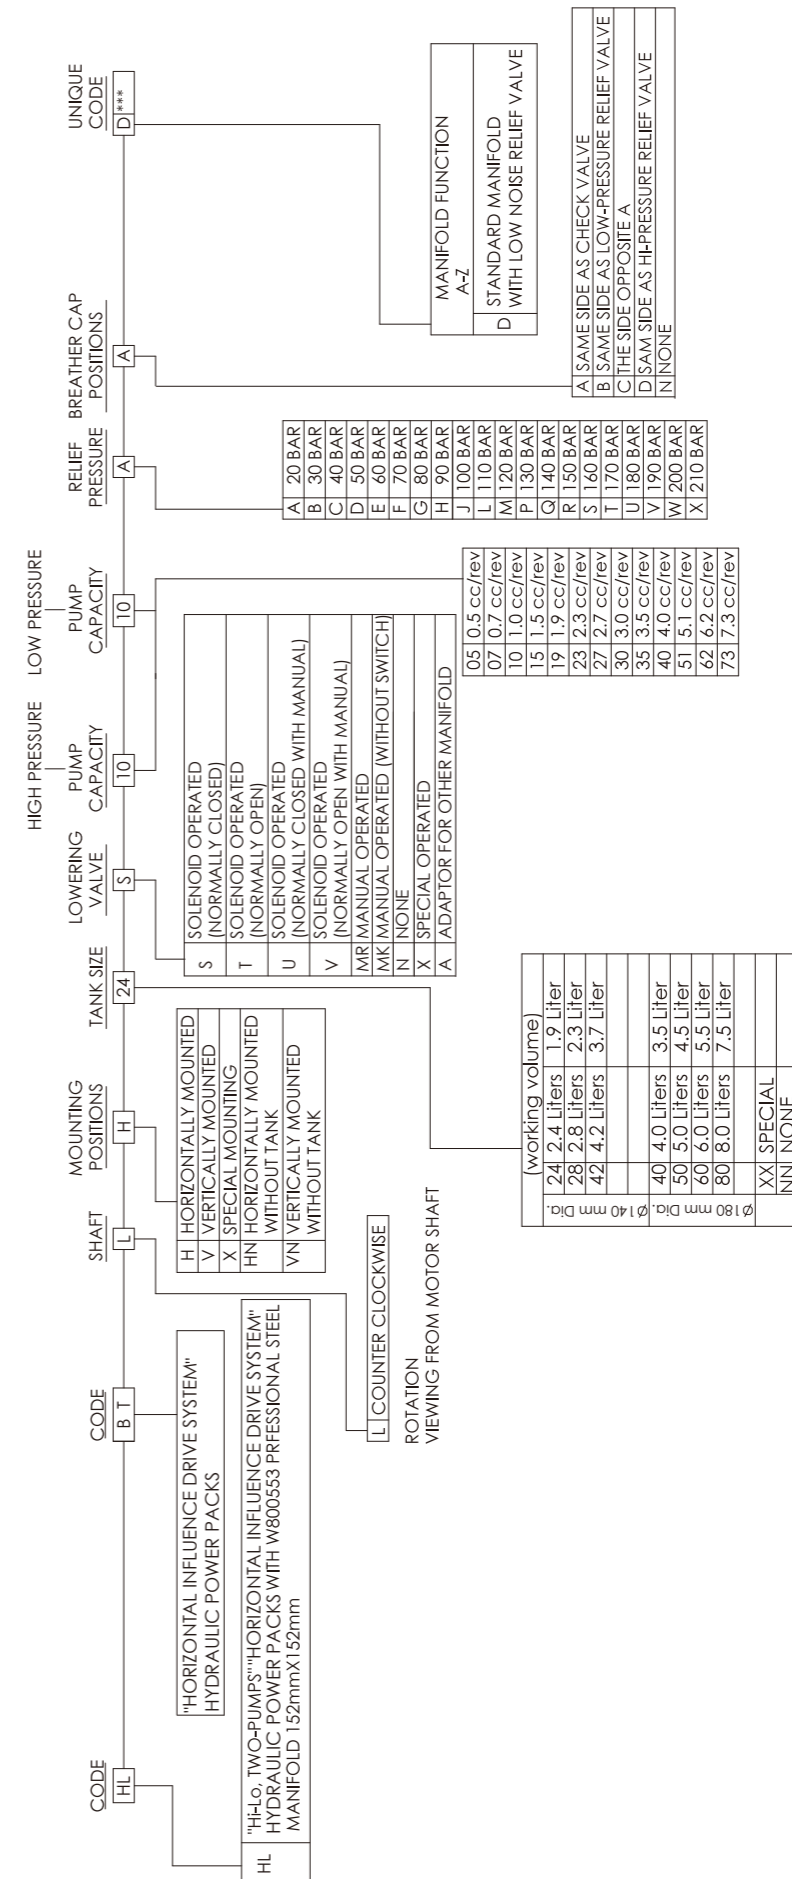 CODE
HL
HL
"Hi-Lo, TWO-PUMPS""HORIZONTAL INFLUENCE DRIVE SYSTEM"
HYDRAULIC POWER PACKS WITH W800553 PRFESSIONAL STEEL
MANIFOLD 152mmX152mm
CODE
B T
"HORIZONTAL INFLUENCE DRIVE SYSTEM"
HYDRAULIC POWER PACKS
SHAFT
L
L COUNTER CLOCKWISE
ROTATION
VIEWING FROM MOTOR SHAFT
MOUNTING
POSITIONS
H
H HORIZONTALLY MOUNTED
V VERTICALLY MOUNTED
X SPECIAL MOUNTING
HN HORIZONTALLY MOUNTED
WITHOUT TANK
VN VERTICALLY MOUNTED
WITHOUT TANK
TANK SIZE
24
(working volume)
Ø140 mm Dia.
24 2.4 Liters 1.9 Liter
28 2.8 Liters 2.3 Liter
42 4.2 Liters 3.7 Liter
Ø180 mm Dia.
40 4.0 Liters 3.5 Liter
50 5.0 Liters 4.5 Liter
60 6.0 Liters 5.5 Liter
80 8.0 Liters 7.5 Liter
XX SPECIAL
NN NONE
LOWERING
VALVE
S
S SOLENOID OPERATED
(NORMALLY CLOSED)
T SOLENOID OPERATED
(NORMALLY OPEN)
U SOLENOID OPERATED
(NORMALLY CLOSED WITH MANUAL)
V SOLENOID OPERATED
(NORMALLY OPEN WITH MANUAL)
MR MANUAL OPERATED
MK MANUAL OPERATED (WITHOUT SWITCH)
N NONE
X SPECIAL OPERATED
A ADAPTOR FOR OTHER MANIFOLD
HIGH PRESSURE
PUMP
CAPACITY
10
LOW PRESSURE
PUMP
CAPACITY
10
05 0.5 cc/rev
07 0.7 cc/rev
10 1.0 cc/rev
15 1.5 cc/rev
19 1.9 cc/rev
23 2.3 cc/rev
27 2.7 cc/rev
30 3.0 cc/rev
35 3.5 cc/rev
40 4.0 cc/rev
51 5.1 cc/rev
62 6.2 cc/rev
73 7.3 cc/rev
RELIEF
PRESSURE
A
A 20 BAR
B 30 BAR
C 40 BAR
D 50 BAR
E 60 BAR
F 70 BAR
G 80 BAR
H 90 BAR
J 100 BAR
L 110 BAR
M 120 BAR
P 130 BAR
Q 140 BAR
R 150 BAR
S 160 BAR
T 170 BAR
U 180 BAR
V 190 BAR
W 200 BAR
X 210 BAR
BREATHER CAP
POSITIONS
A
A SAME SIDE AS CHECK VALVE
B SAME SIDE AS LOW-PRESSURE RELIEF VALVE
C THE SIDE OPPOSITE A
D SAM SIDE AS HI-PRESSURE RELIEF VALVE
N NONE
UNIQUE
CODE
D ***
MANIFOLD FUNCTION
A-Z
D STANDARD MANIFOLD
WITH LOW NOISE RELIEF VALVE